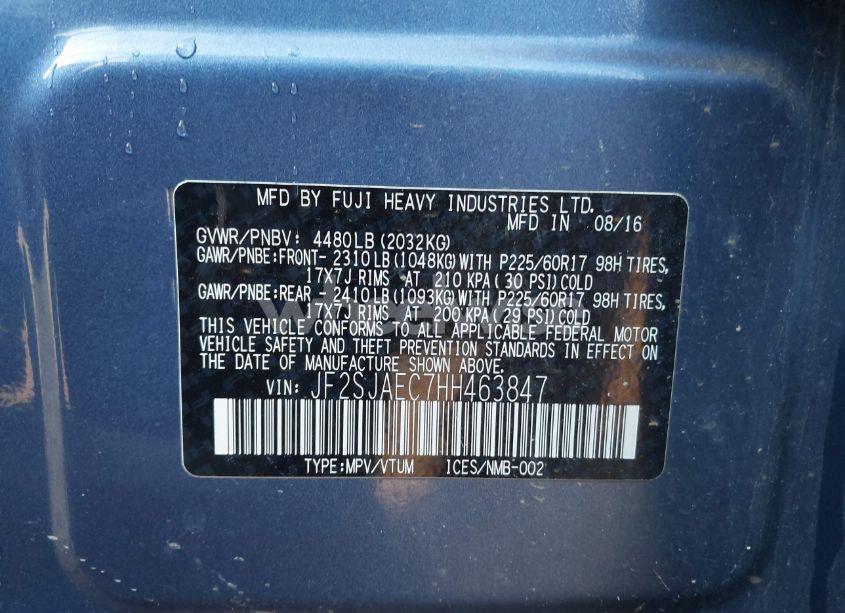 MFD BY FUJI HEAVY INDUSTRIES LTD.
MFD IN 08/16
GVWR/PNBV: 4480LB(2032KG)
GAWR/PNBE:FRONT- 2310LB(1048KG)WITH P225/60R17 98H TIRES,
17X7J RIMS AT 210 KPA(30 PSI)COLD
GAWR/PNBE:REAR - 2410LB(1093KG)WITH P225/60R17 98H TIRES,
17X7J RIMS AT 200 KPA(29 PSI)COLD
THIS VEHICLE CONFORMS TO ALL APPLICABLE FEDERAL MOTOR
VEHICLE SAFETY AND THEFT PREVENTION STANDARDS IN EFFECT ON
THE DATE OF MANUFACTURE SHOWN ABOVE.
VIN: JF2SJAEC7HH463847
TYPE:MPV/VTUM ICES/NMB-002